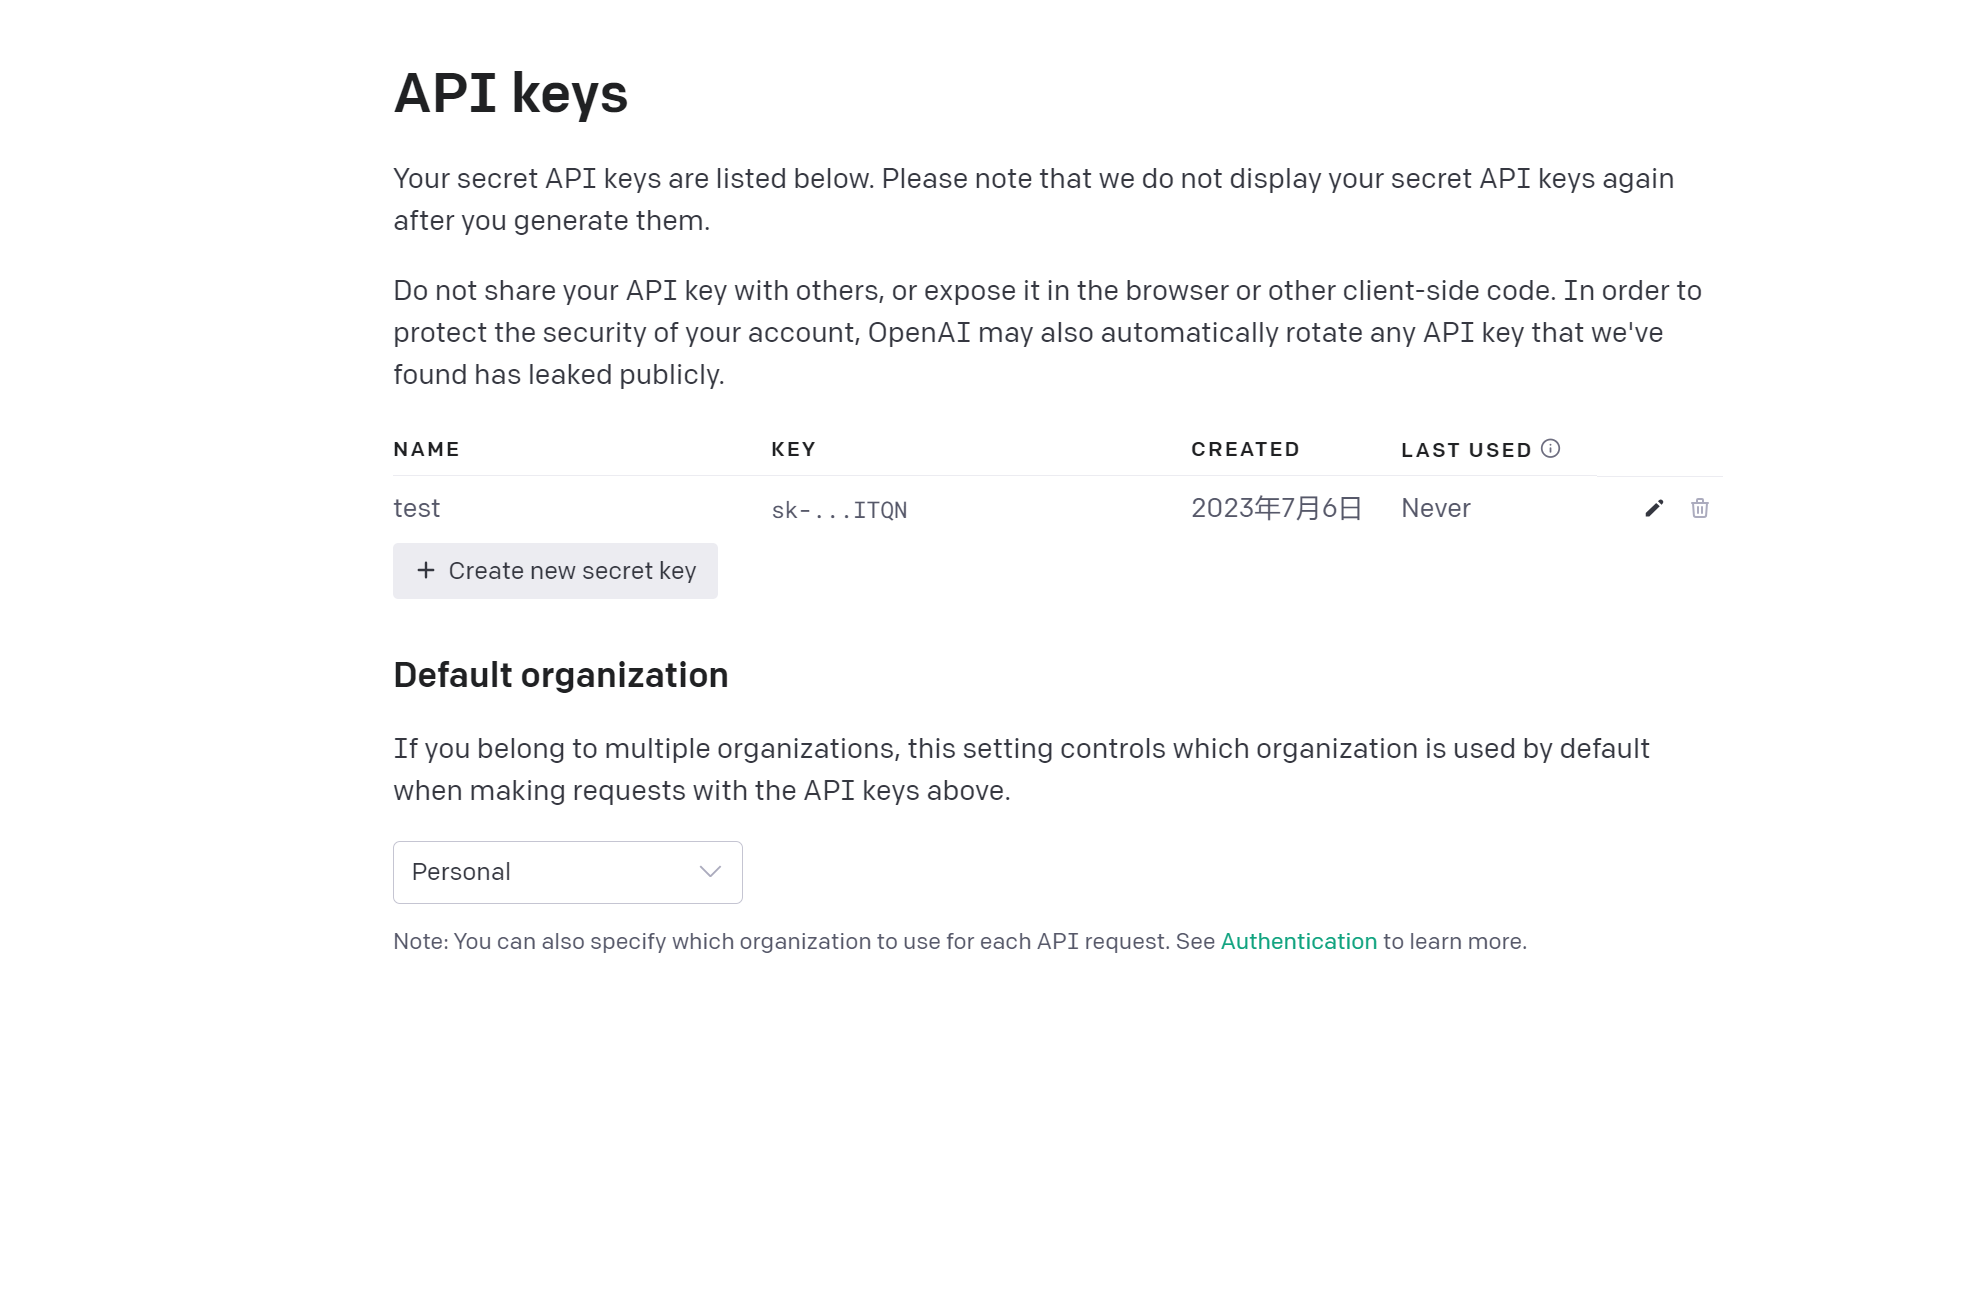 API keys
Your secret API keys are listed below. Please note that we do not display your secret API keys again
after you generate them.
Do not share your API key with others, or expose it in the browser or other client-side code. In order to
protect the security of your account, OpenAI may also automatically rotate any API key that we've
found has leaked publicly.
NAME KEY CREATED LAST USED
test sk-...ITQN 2023年7月6日 Never
Create new secret key
Default organization
If you belong to multiple organizations, this setting controls which organization is used by default
when making requests with the API keys above.
Personal
Note: You can also specify which organization to use for each API request. See Authentication to learn more.